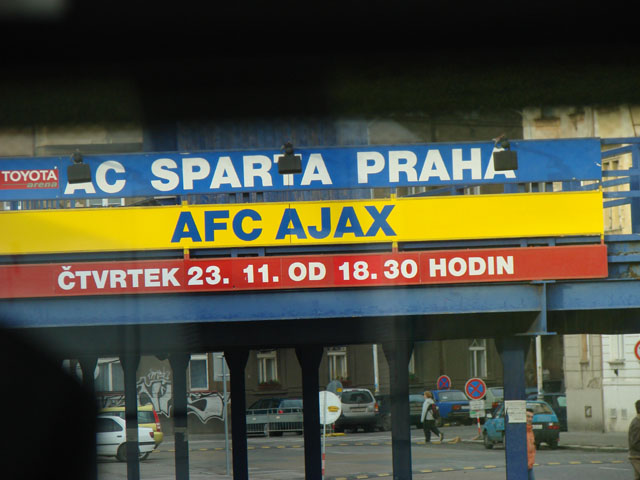 TOYOTA arena AC SPARTA PRAHA
AFC AJAX
ČTVRTEK 23. 11. OD 18.30 HODIN